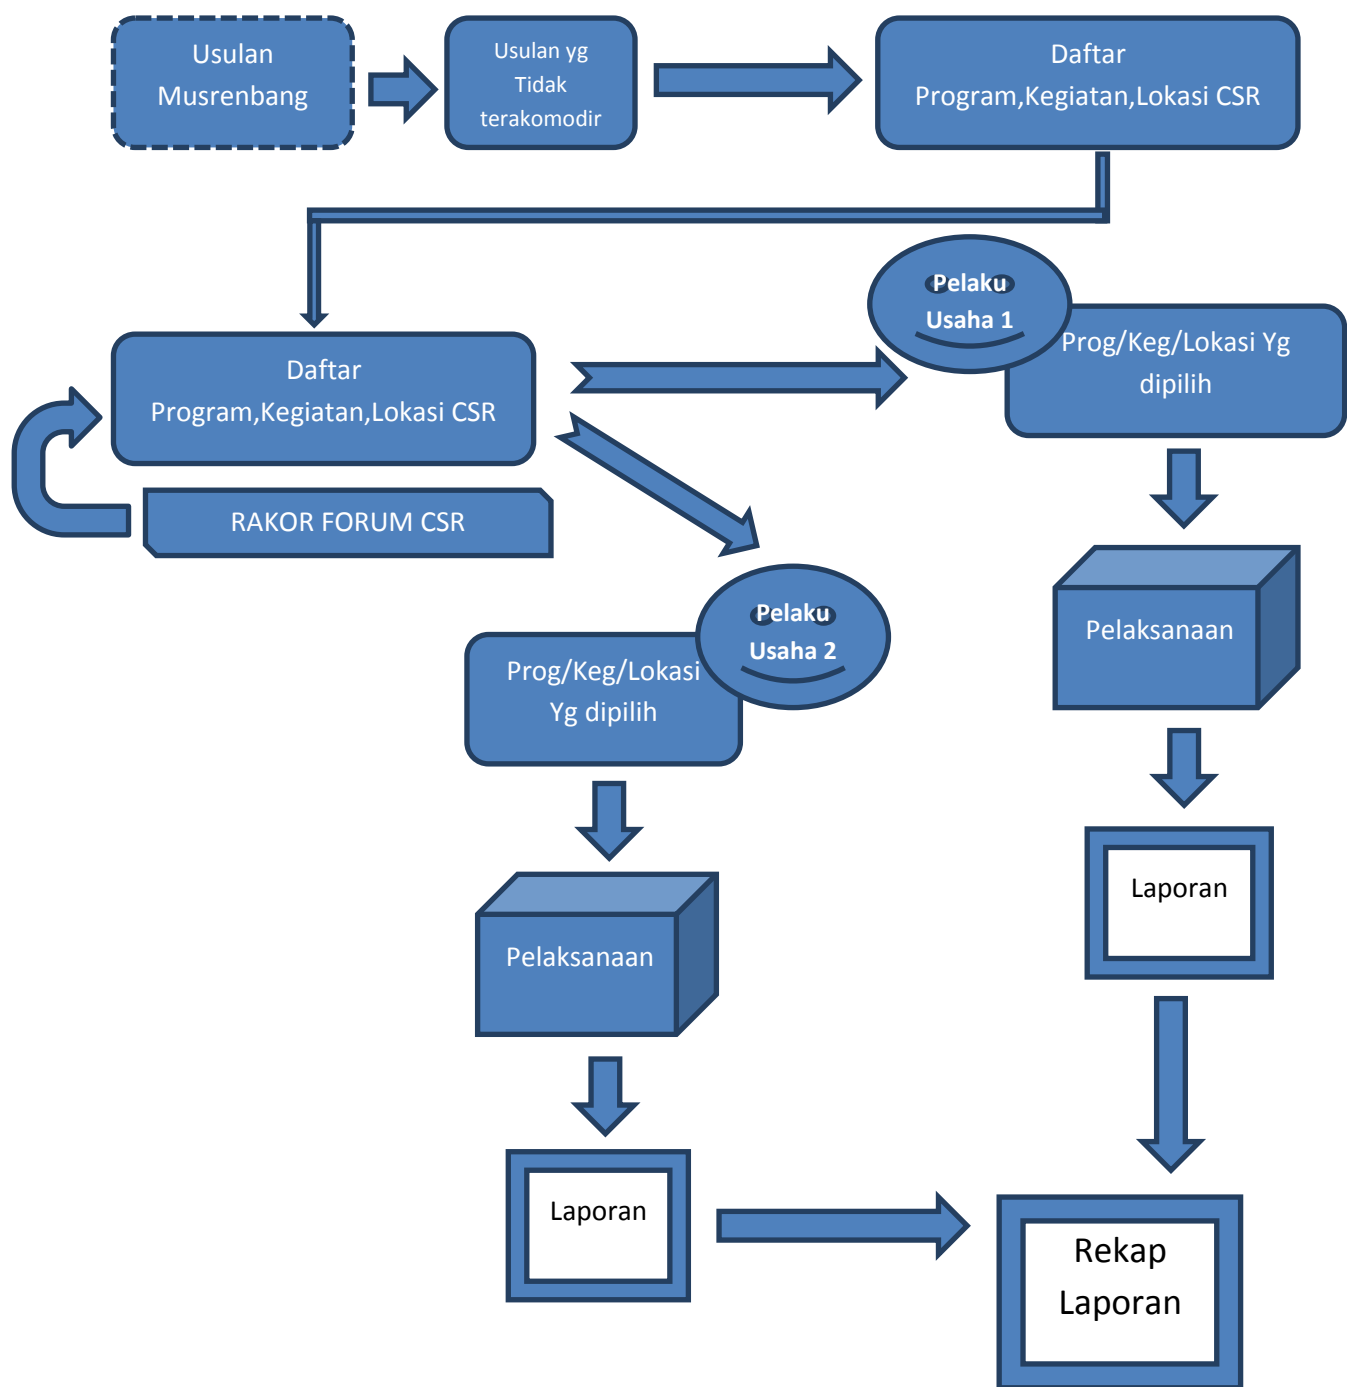 Usulan
Musrenbang
Usulan yg
Tidak
terakomodir
Daftar
Program,Kegiatan,Lokasi CSR
Pelaku
Usaha 1
Prog/Keg/Lokasi Yg
dipilih
Daftar
Program,Kegiatan,Lokasi CSR
RAKOR FORUM CSR
Pelaku
Usaha 2
Prog/Keg/Lokasi
Yg dipilih
Pelaksanaan
Laporan
Pelaksanaan
Laporan
Rekap
Laporan